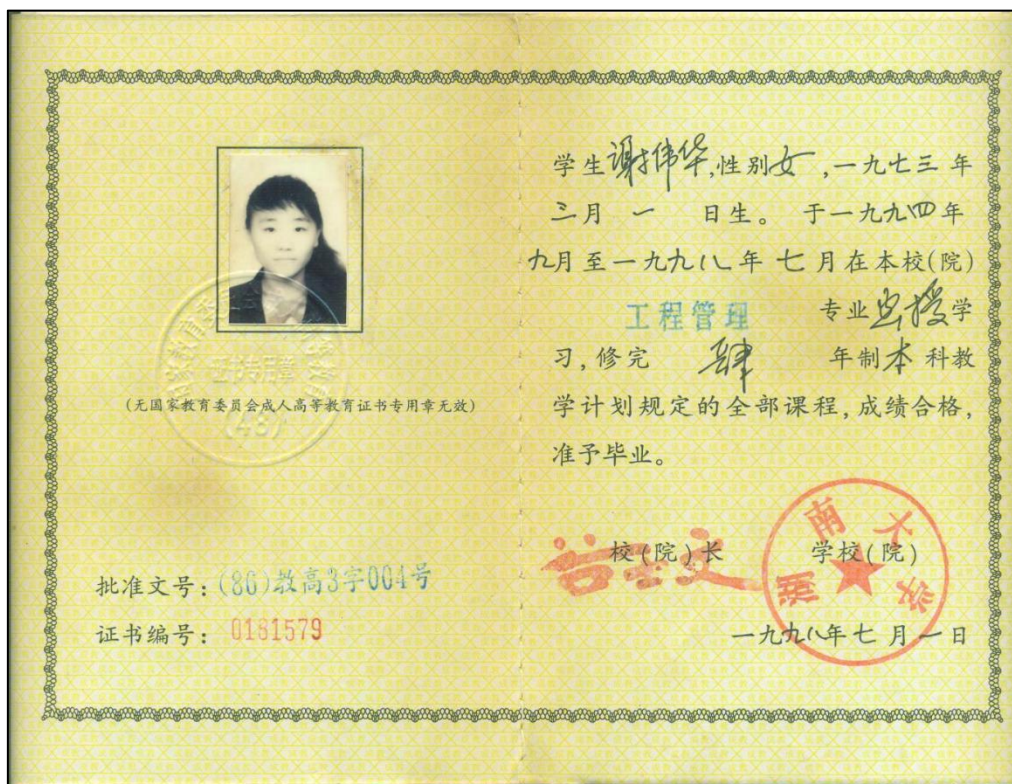 (无国家教育委员会成人高等教育证书专用章无效)
批准文号：(86)教高3字004号
证书编号：0181579
学生谢伟华,性别女,一九七三年
三月 一 日生。于一九九四年
九月至一九九八年七月在本校(院)
工程管理 专业函授学
习,修完 肆 年制本科教
学计划规定的全部课程,成绩合格,
准予毕业。
校(院)长 学校(院)
湖南大学
一九九八年七月一日